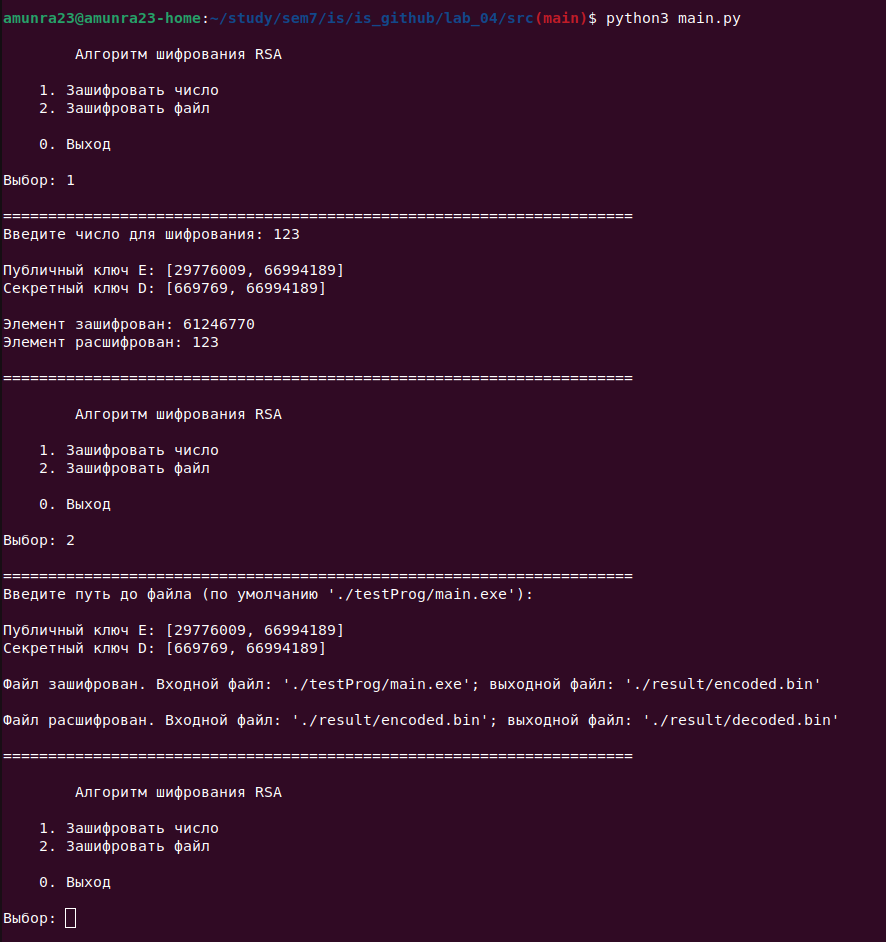 amunra23@amunra23-home:~/study/sem7/is/is_github/lab_04/src(main)$ python3 main.py
Алгоритм шифрования RSA
1. Зашифровать число
2. Зашифровать файл
0. Выход
Выбор: 1
======================================================================
Введите число для шифрования: 123
Публичный ключ E: [29776009, 66994189]
Секретный ключ D: [669769, 66994189]
Элемент зашифрован: 61246770
Элемент расшифрован: 123
======================================================================
Алгоритм шифрования RSA
1. Зашифровать число
2. Зашифровать файл
0. Выход
Выбор: 2
======================================================================
Введите путь до файла (по умолчанию './testProg/main.exe'):
Публичный ключ E: [29776009, 66994189]
Секретный ключ D: [669769, 66994189]
Файл зашифрован. Входной файл: './testProg/main.exe'; выходной файл: './result/encoded.bin'
Файл расшифрован. Входной файл: './result/encoded.bin'; выходной файл: './result/decoded.bin'
======================================================================
Алгоритм шифрования RSA
1. Зашифровать число
2. Зашифровать файл
0. Выход
Выбор: